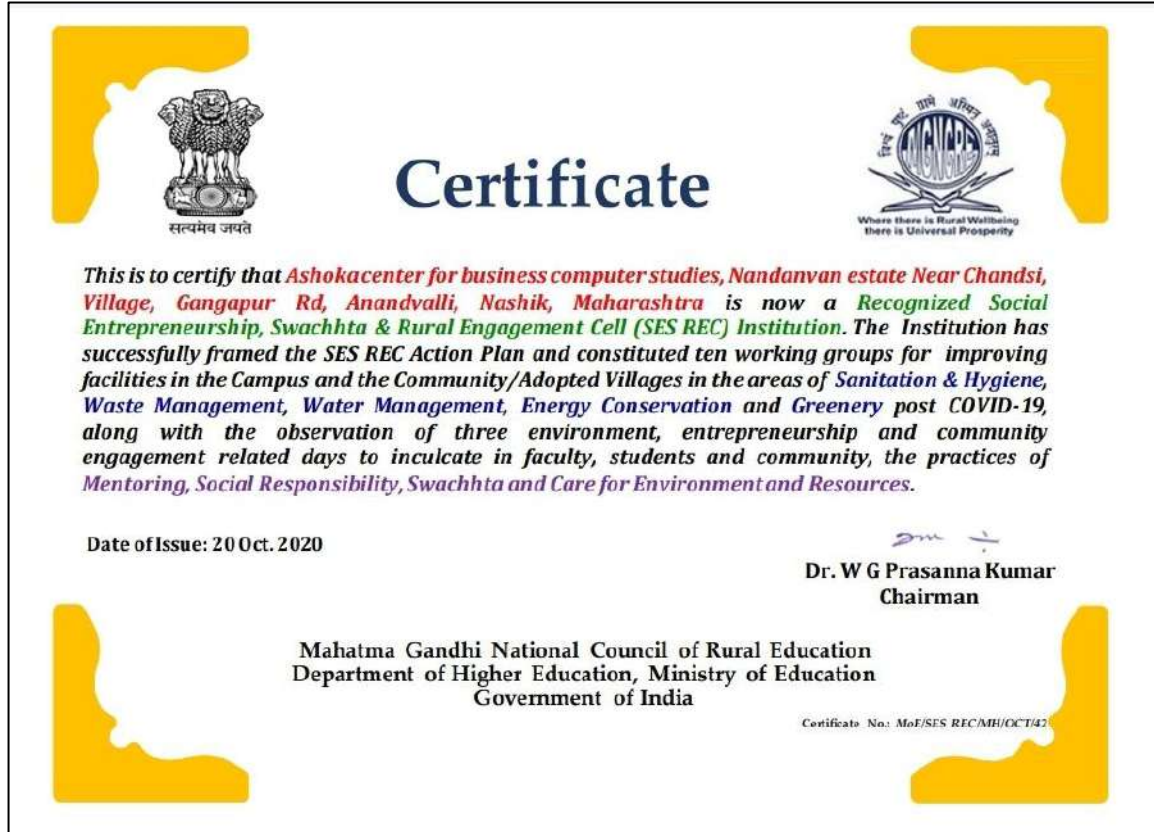 सत्यमेव जयते
Certificate
विश्वं पुष्टं ग्रामे अस्मिन् अनातुरम्
MGNCRE
Where there is Rural Wellbeing
there is Universal Prosperity
This is to certify that Ashokacenter for business computer studies, Nandanvan estate Near Chandsi,
Village, Gangapur Rd, Anandvalli, Nashik, Maharashtra is now a Recognized Social
Entrepreneurship, Swachhta & Rural Engagement Cell (SES REC) Institution. The Institution has
successfully framed the SES REC Action Plan and constituted ten working groups for improving
facilities in the Campus and the Community/Adopted Villages in the areas of Sanitation & Hygiene,
Waste Management, Water Management, Energy Conservation and Greenery post COVID-19,
along with the observation of three environment, entrepreneurship and community
engagement related days to inculcate in faculty, students and community, the practices of
Mentoring, Social Responsibility, Swachhta and Care for Environment and Resources.
Date of Issue: 20 Oct. 2020
Dr. W G Prasanna Kumar
Chairman
Mahatma Gandhi National Council of Rural Education
Department of Higher Education, Ministry of Education
Government of India
Certificate No.: MoE/SES REC/MH/OCT/42